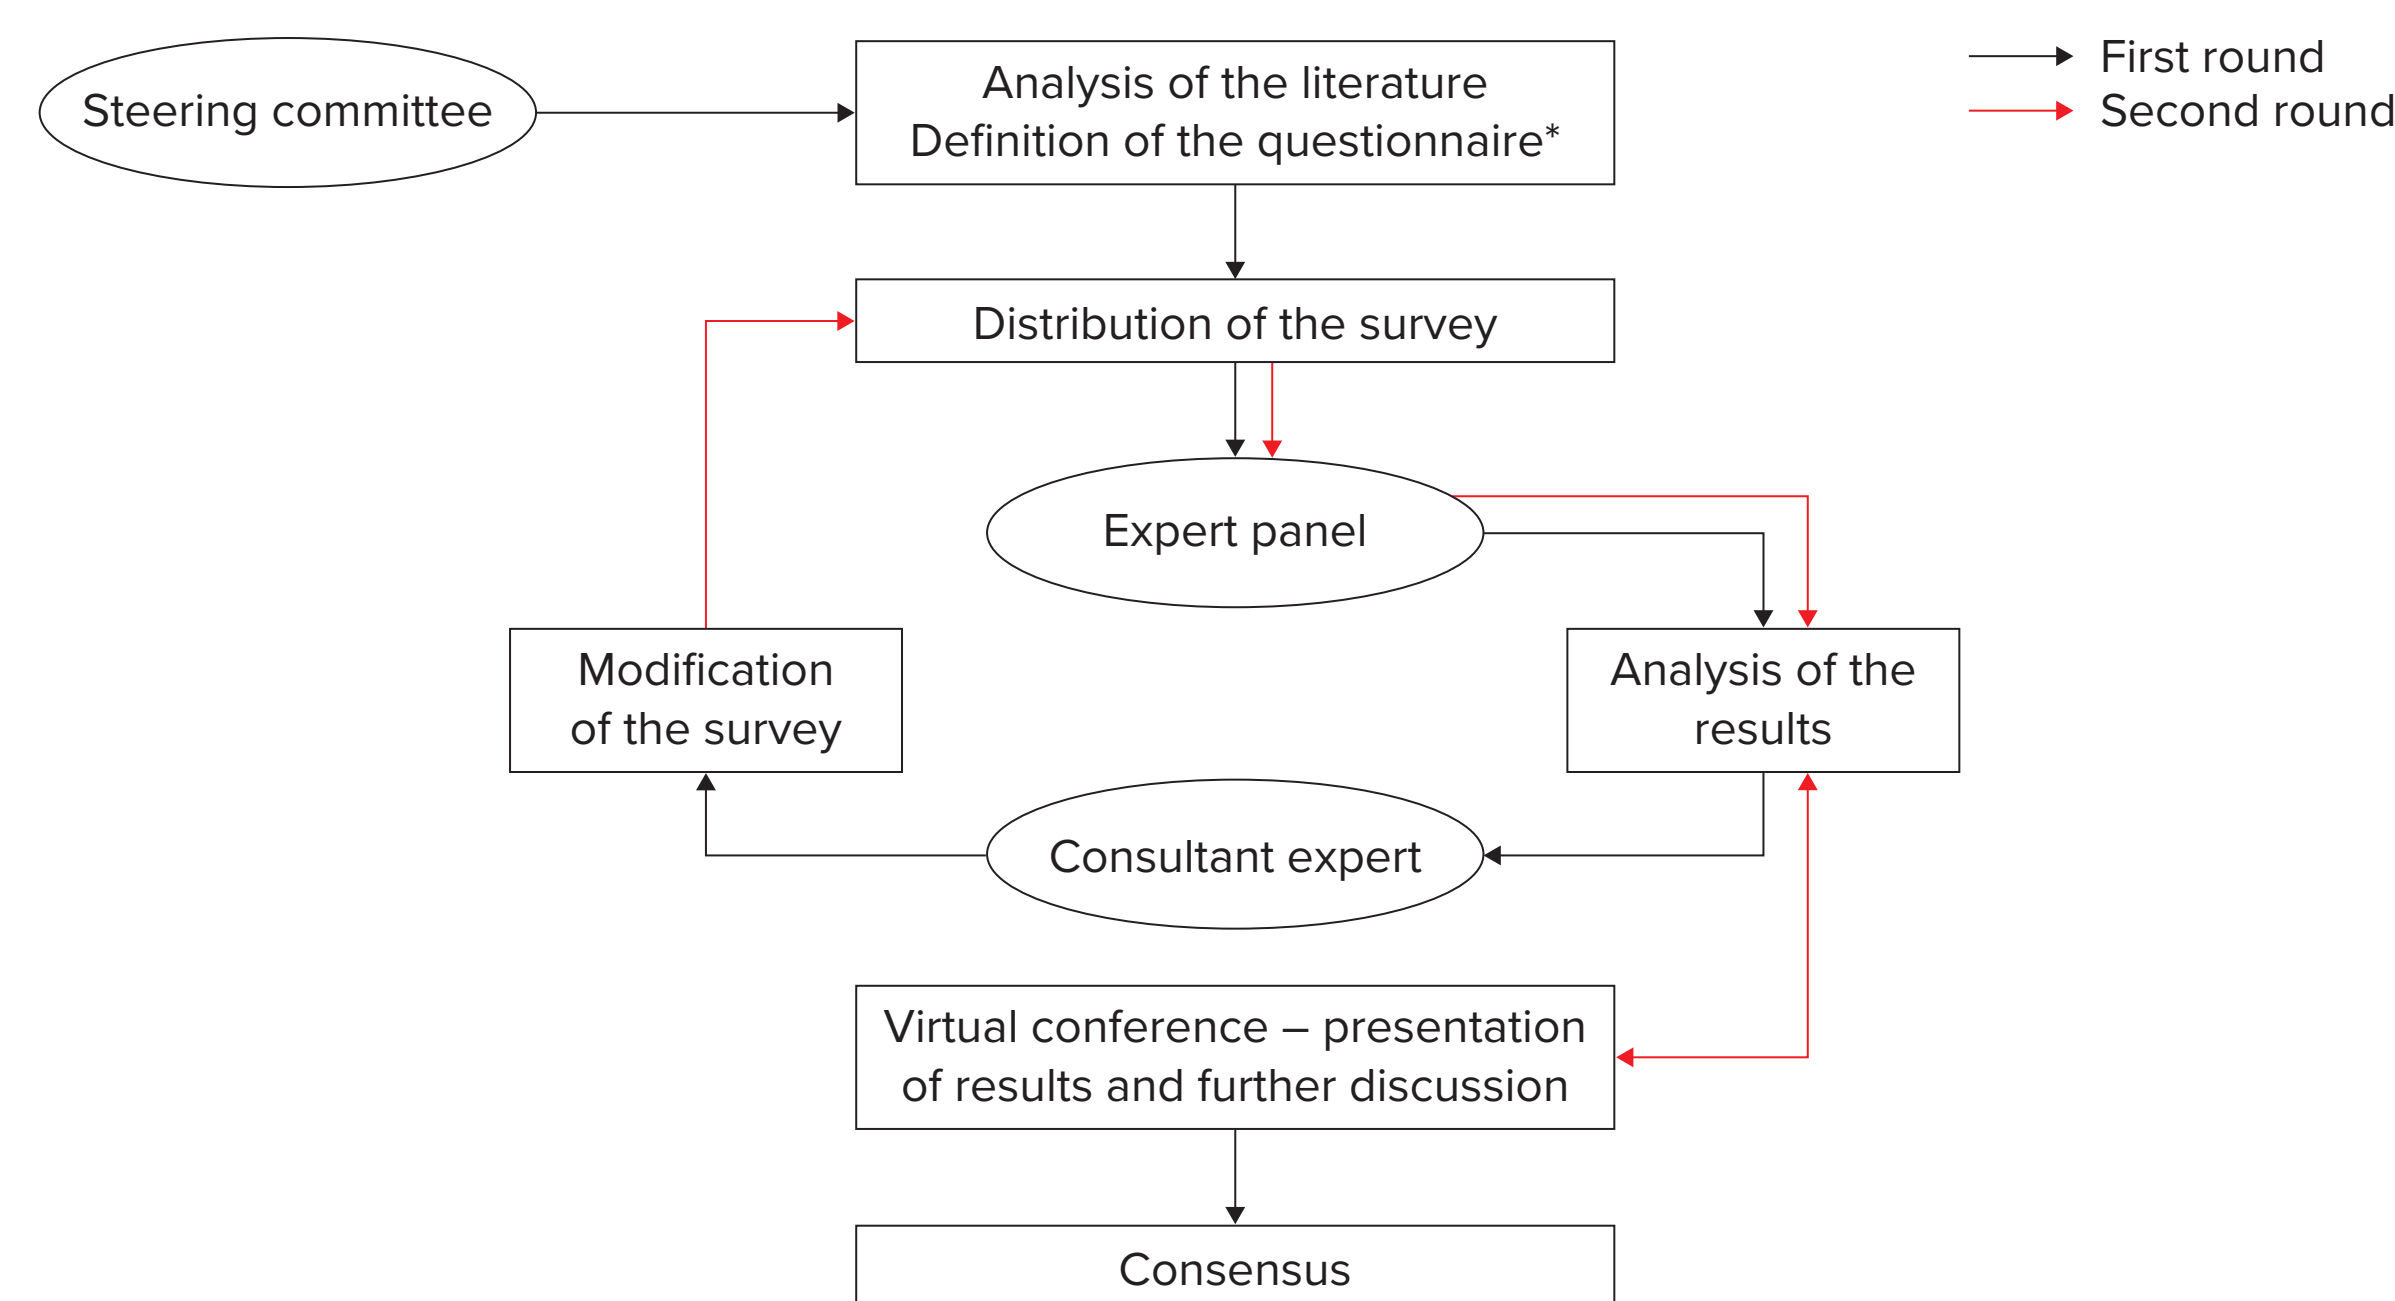 Steering committee
Analysis of the literature
Definition of the questionnaire*
First round
Second round
Distribution of the survey
Expert panel
Modification
of the survey
Analysis of the
results
Consultant expert
Virtual conference – presentation
of results and further discussion
Consensus